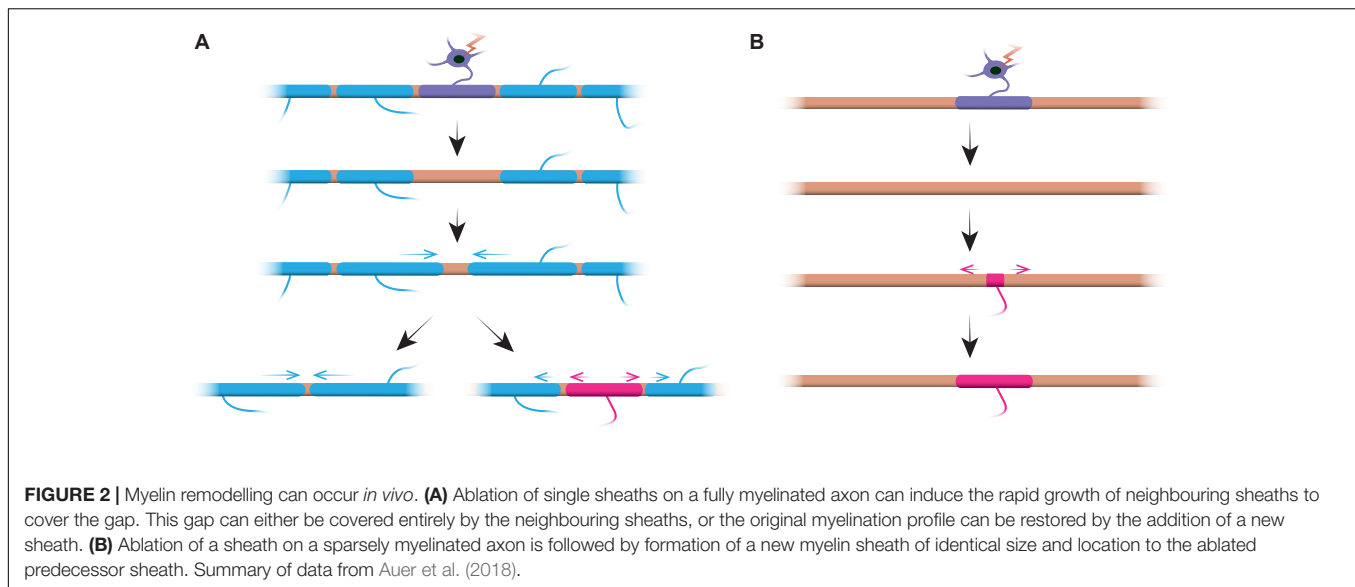 A
B
FIGURE 2 | Myelin remodelling can occur in vivo. (A) Ablation of single sheaths on a fully myelinated axon can induce the rapid growth of neighbouring sheaths to
cover the gap. This gap can either be covered entirely by the neighbouring sheaths, or the original myelination profile can be restored by the addition of a new
sheath. (B) Ablation of a sheath on a sparsely myelinated axon is followed by formation of a new myelin sheath of identical size and location to the ablated
predecessor sheath. Summary of data from Auer et al. (2018).